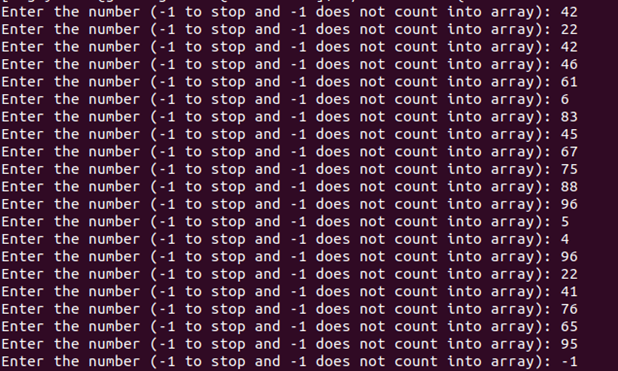 Enter the number (-1 to stop and -1 does not count into array): 42
Enter the number (-1 to stop and -1 does not count into array): 22
Enter the number (-1 to stop and -1 does not count into array): 42
Enter the number (-1 to stop and -1 does not count into array): 46
Enter the number (-1 to stop and -1 does not count into array): 61
Enter the number (-1 to stop and -1 does not count into array): 6
Enter the number (-1 to stop and -1 does not count into array): 83
Enter the number (-1 to stop and -1 does not count into array): 45
Enter the number (-1 to stop and -1 does not count into array): 67
Enter the number (-1 to stop and -1 does not count into array): 75
Enter the number (-1 to stop and -1 does not count into array): 88
Enter the number (-1 to stop and -1 does not count into array): 96
Enter the number (-1 to stop and -1 does not count into array): 5
Enter the number (-1 to stop and -1 does not count into array): 4
Enter the number (-1 to stop and -1 does not count into array): 96
Enter the number (-1 to stop and -1 does not count into array): 22
Enter the number (-1 to stop and -1 does not count into array): 41
Enter the number (-1 to stop and -1 does not count into array): 76
Enter the number (-1 to stop and -1 does not count into array): 65
Enter the number (-1 to stop and -1 does not count into array): 95
Enter the number (-1 to stop and -1 does not count into array): -1